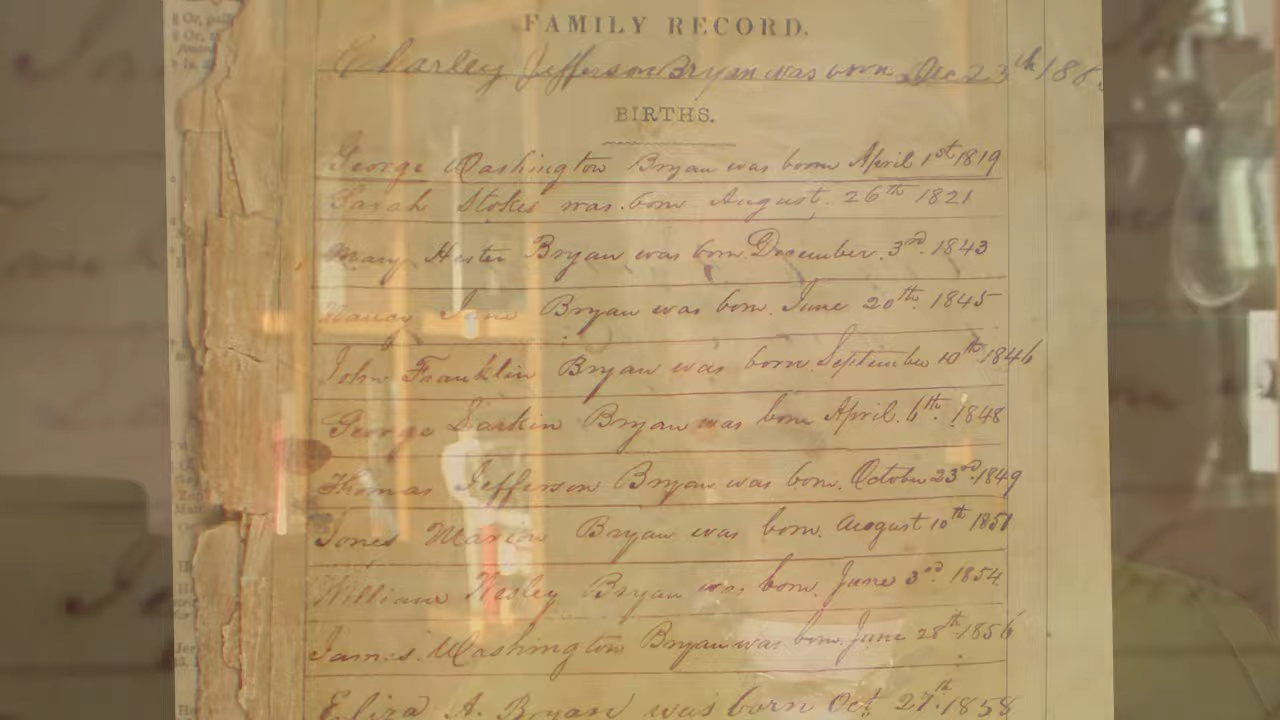 FAMILY RECORD.
Charley Jefferson Bryan was born Dec 23th 188
BIRTHS.
George Washington Bryan was born April 1st 1819
Sarah Stokes was born August. 26th 1821
Mary Hester Bryan was born December. 3rd. 1843
Nancy Jane Bryan was born. June 20th. 1845
John Franklin Bryan was born. September 10th. 1846
George Larkin Bryan was born April. 6th. 1848
Thomas Jefferson Bryan was born. October 23rd. 1849
Jones Marion Bryan was born. August 10th 1851
William Wesley Bryan was born. June 3rd. 1854
James. Washington Bryan was born. June 28th 1856
Eliza A. Bryan was born Oct 27th. 1858